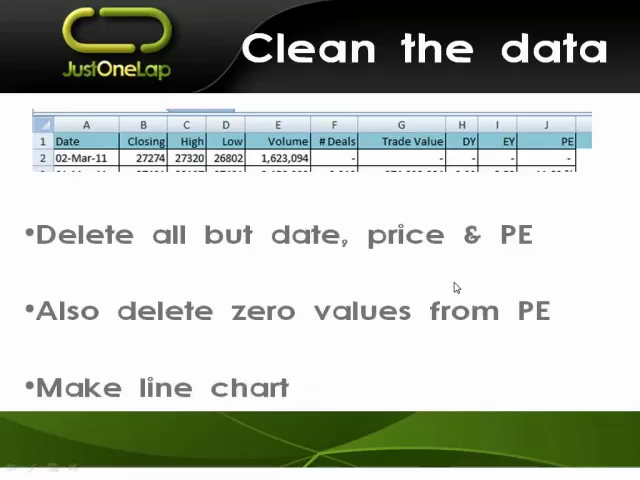 JustOneLap
Clean the data
A B C D E F G H I J
1 Date Closing High Low Volume # Deals Trade Value DY EY PE
2 02-Mar-11 27274 27320 26802 1,623,094 - - - - -
•Delete all but date, price & PE
•Also delete zero values from PE
•Make line chart